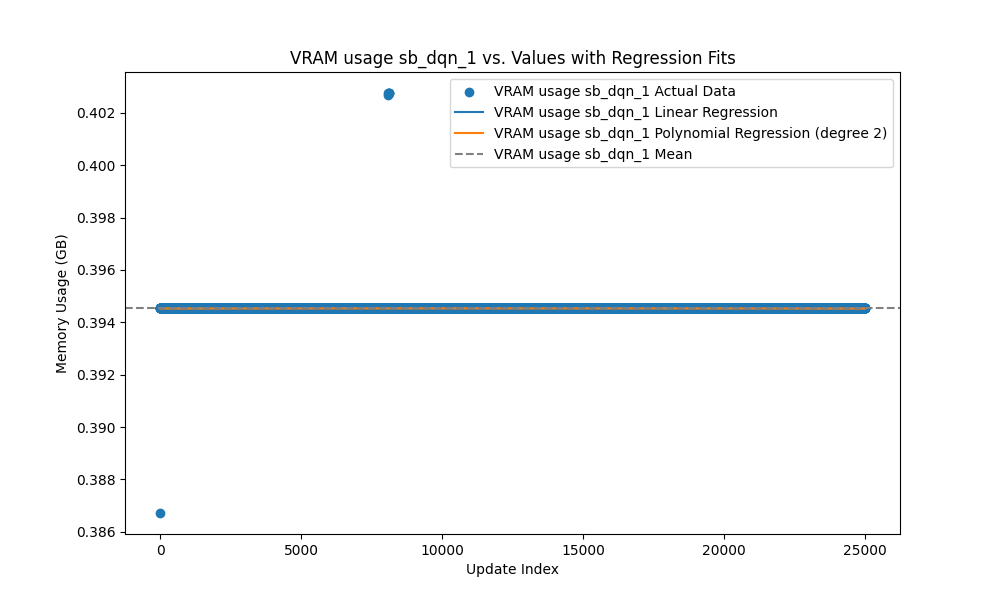 VRAM usage sb_dqn_1 vs. Values with Regression Fits
VRAM usage sb_dqn_1 Actual Data
VRAM usage sb_dqn_1 Linear Regression
VRAM usage sb_dqn_1 Polynomial Regression (degree 2)
VRAM usage sb_dqn_1 Mean
Memory Usage (GB)
0.402
0.400
0.398
0.396
0.394
0.392
0.390
0.388
0.386
0 5000 10000 15000 20000 25000
Update Index